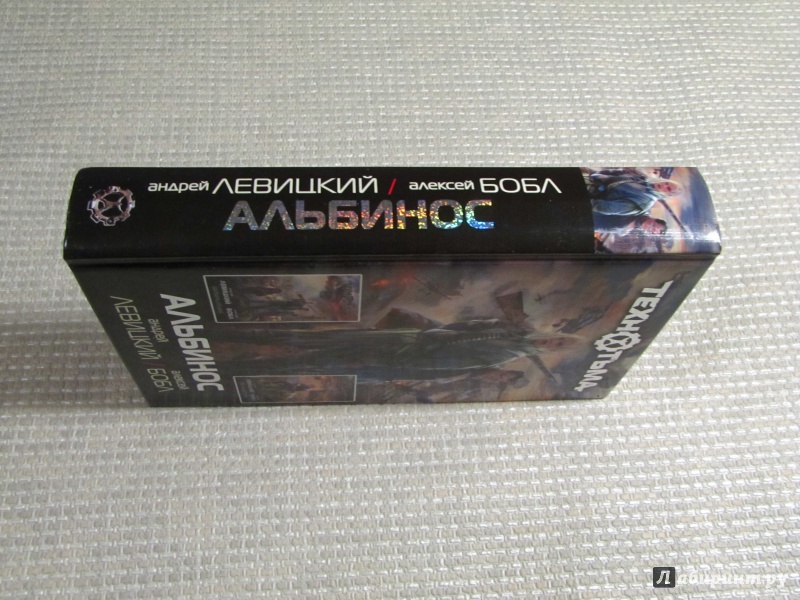 андрей ЛЕВИЦКИЙ / алексей БОБЛ
АЛЬБИНОС
ТЕХНОТЬМА
АЛЬБИНОС
андрей ЛЕВИЦКИЙ
алексей БОБЛ
Лабиринт.ру